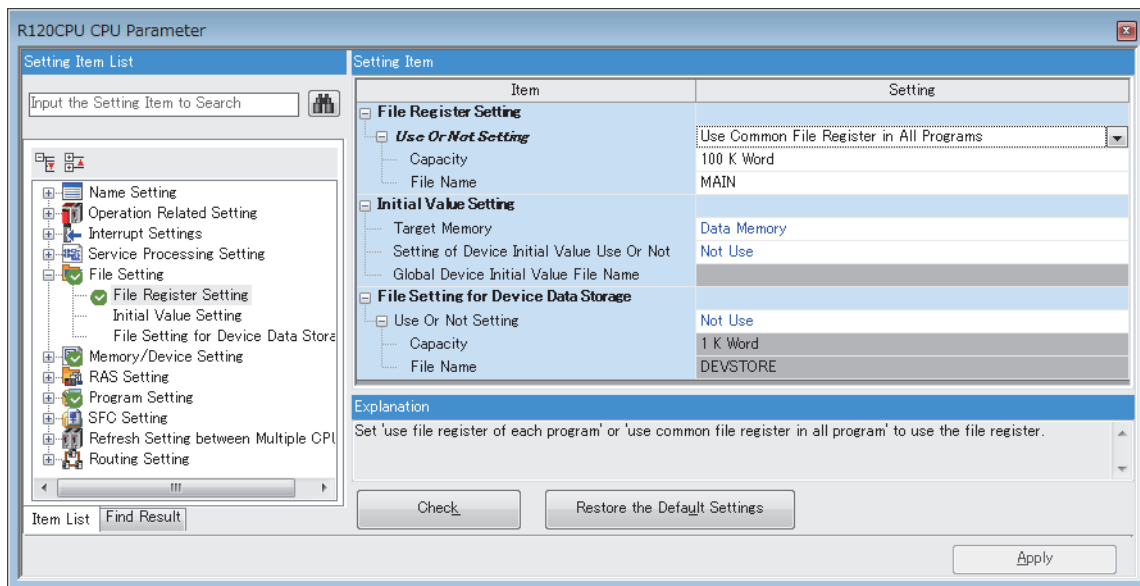 R120CPU CPU Parameter
Setting Item List
Input the Setting Item to Search
Name Setting
Operation Related Setting
Interrupt Settings
Service Processing Setting
File Setting
File Register Setting
Initial Value Setting
File Setting for Device Data Stora
Memory/Device Setting
RAS Setting
Program Setting
SFC Setting
Refresh Setting between Multiple CPU
Routing Setting
Item List
Find Result
Setting Item
Item Setting
File Register Setting
Use Or Not Setting Use Common File Register in All Programs
Capacity 100 K Word
File Name MAIN
Initial Value Setting
Target Memory Data Memory
Setting of Device Initial Value Use Or Not Not Use
Global Device Initial Value File Name
File Setting for Device Data Storage
Use Or Not Setting Not Use
Capacity 1 K Word
File Name DEVSTORE
Explanation
Set 'use file register of each program' or 'use common file register in all program' to use the file register.
Check
Restore the Default Settings
Apply